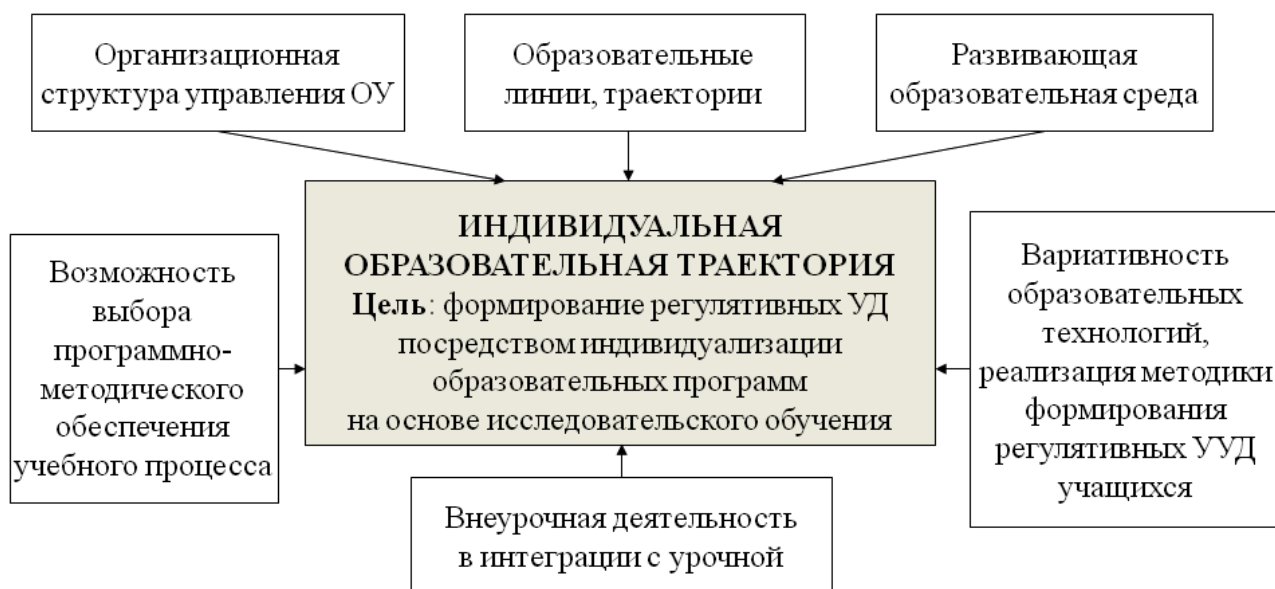 Организационная
структура управления ОУ
Образовательные
линии, траектории
Развивающая
образовательная среда
Возможность
выбора
программно-
методического
обеспечения
учебного процесса
ИНДИВИДУАЛЬНАЯ
ОБРАЗОВАТЕЛЬНАЯ ТРАЕКТОРИЯ
Цель: формирование регулятивных УД
посредством индивидуализации
образовательных программ
на основе исследовательского обучения
Вариативность
образовательных
технологий,
реализация методики
формирования
регулятивных УУД
учащихся
Внеурочная деятельность
в интеграции с урочной